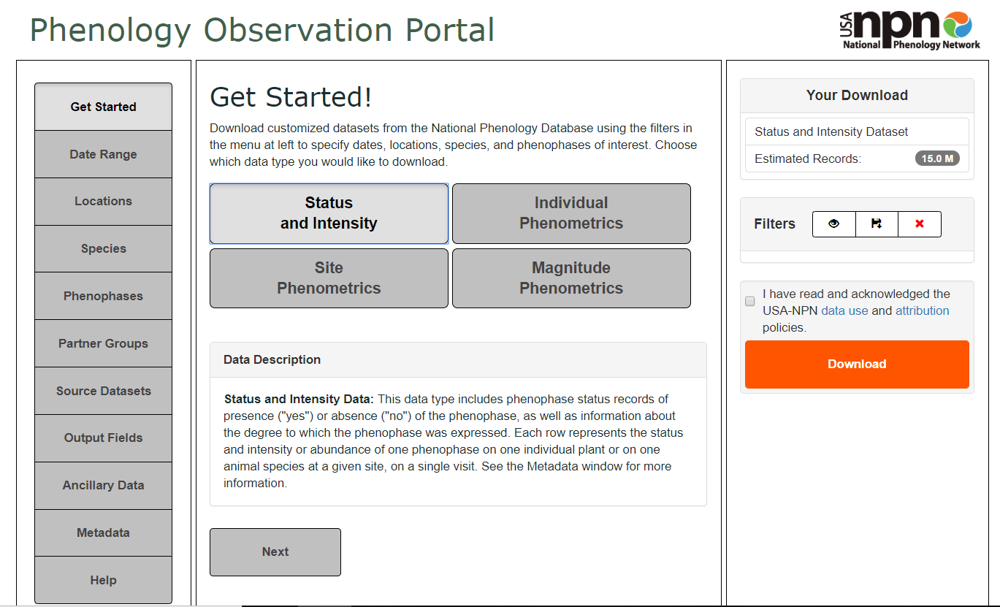 Phenology Observation Portal
USA npn
National Phenology Network
Get Started
Date Range
Locations
Species
Phenophases
Partner Groups
Source Datasets
Output Fields
Ancillary Data
Metadata
Help
Get Started!
Download customized datasets from the National Phenology Database using the filters in
the menu at left to specify dates, locations, species, and phenophases of interest. Choose
which data type you would like to download.
Status
and Intensity
Individual
Phenometrics
Site
Phenometrics
Magnitude
Phenometrics
Data Description
Status and Intensity Data: This data type includes phenophase status records of
presence ("yes") or absence ("no") of the phenophase, as well as information about
the degree to which the phenophase was expressed. Each row represents the status
and intensity or abundance of one phenophase on one individual plant or on one
animal species at a given site, on a single visit. See the Metadata window for more
information.
Next
Your Download
Status and Intensity Dataset
Estimated Records: 15.0 M
Filters
I have read and acknowledged the
USA-NPN data use and attribution
policies.
Download